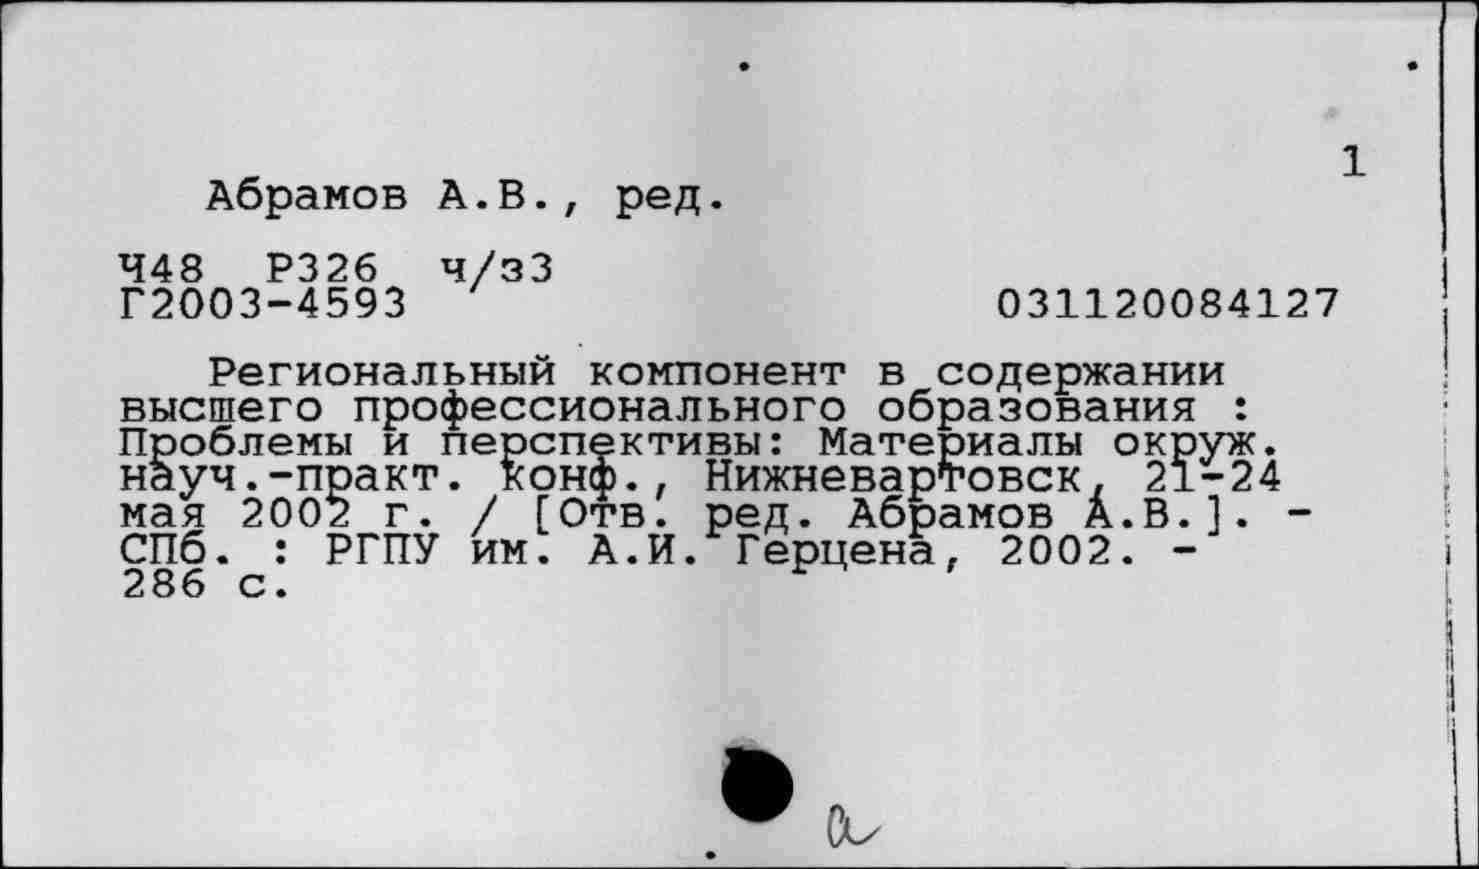 1
Абрамов А.В., ред.
Ч48 Р326 ч/з3
Г2003-4593 031120084127
Региональный компонент в содержании
высшего профессионального образования :
Проблемы и перспективы: Материалы окруж.
науч.-практ. конф., Нижневартовск, 21-24
мая 2002 г. / [Отв. ред. Абрамов А.В.]. -
СПб. : РГПУ им. А.И. Герцена, 2002. -
286 с.